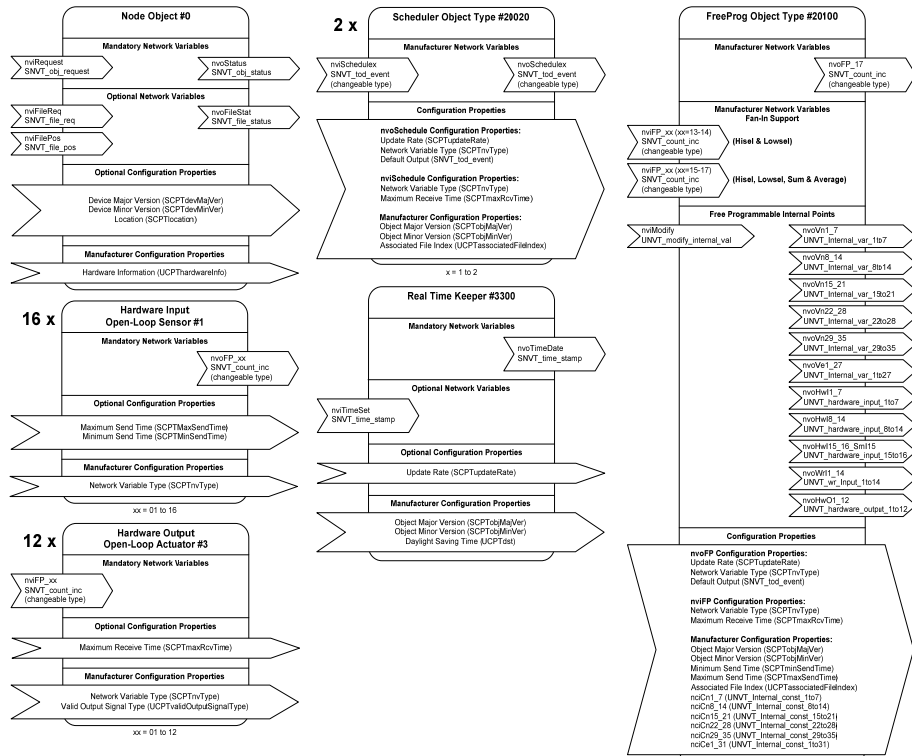 Node Object #0
Mandatory Network Variables
nviRequest
SNVT_obj_request
nvoStatus
SNVT_obj_status
Optional Network Variables
nviFileReq
SNVT_file_req
nvoFileStat
SNVT_file_status
nviFilePos
SNVT_file_pos
Optional Configuration Properties
Device Major Version (SCPTdevMajVer)
Device Minor Version (SCPTdevMinVer)
Location (SCPTlocation)
Manufacturer Configuration Properties
Hardware Information (UCPThardwareInfo)
16 x
Hardware Input
Open-Loop Sensor #1
Mandatory Network Variables
nvoFP_xx
SNVT_count_inc
(changeable type)
Optional Configuration Properties
Maximum Send Time (SCPTMaxSendTime)
Minimum Send Time (SCPTMinSendTime)
Manufacturer Configuration Properties
Network Variable Type (SCPTnvType)
xx = 01 to 16
12 x
Hardware Output
Open-Loop Actuator #3
Mandatory Network Variables
nviFP_xx
SNVT_count_inc
(changeable type)
Optional Configuration Properties
Maximum Receive Time (SCPTmaxRcvTime)
Manufacturer Configuration Properties
Network Variable Type (SCPTnvType)
Valid Output Signal Type (UCPTvalidOutputSignalType)
xx = 01 to 12
2 x
Scheduler Object Type #20020
Manufacturer Network Variables
nviSchedulex
SNVT_tod_event
(changeable type)
nvoSchedulex
SNVT_tod_event
(changeable type)
Configuration Properties
nvoSchedule Configuration Properties:
Update Rate (SCPTupdateRate)
Network Variable Type (SCPTnvType)
Default Output (SNVT_tod_event)
nviSchedule Configuration Properties:
Network Variable Type (SCPTnvType)
Maximum Receive Time (SCPTmaxRcvTime)
Manufacturer Configuration Properties:
Object Major Version (SCPTobjMajVer)
Object Minor Version (SCPTobjMinVer)
Associated File Index (UCPTassociatedFileIndex)
x = 1 to 2
Real Time Keeper #3300
Mandatory Network Variables
nvoTimeDate
SNVT_time_stamp
Optional Network Variables
nviTimeSet
SNVT_time_stamp
Optional Configuration Properties
Update Rate (SCPTupdateRate)
Manufacturer Configuration Properties
Object Major Version (SCPTobjMajVer)
Object Minor Version (SCPTobjMinVer)
Daylight Saving Time (UCPTdst)
FreeProg Object Type #20100
Manufacturer Network Variables
nvoFP_17
SNVT_count_inc
(changeable type)
Manufacturer Network Variables
Fan-In Support
nviFP_xx (xx=13-14)
SNVT_count_inc
(changeable type)
(Hisel & Lowsel)
nviFP_xx (xx=15-17)
SNVT_count_inc
(changeable type)
(Hisel, Lowsel, Sum & Average)
Free Programmable Internal Points
nviModify
UNVT_modify_internal_val
nvoVn1_7
UNVT_Internal_var_1to7
nvoVn8_14
UNVT_Internal_var_8to14
nvoVn15_21
UNVT_Internal_var_15to21
nvoVn22_28
UNVT_Internal_var_22to28
nvoVn29_35
UNVT_Internal_var_29to35
nvoVe1_27
UNVT_Internal_var_1to27
nvoHwI1_7
UNVT_hardware_input_1to7
nvoHwI8_14
UNVT_hardware_input_8to14
nvoHwI15_16_SmI15
UNVT_hardware_input_15to16
nvoWrI1_14
UNVT_wr_Input_1to14
nvoHwO1_12
UNVT_hardware_output_1to12
Configuration Properties
nvoFP Configuration Properties:
Update Rate (SCPTupdateRate)
Network Variable Type (SCPTnvType)
Default Output (SNVT_tod_event)
nviFP Configuration Properties:
Network Variable Type (SCPTnvType)
Maximum Receive Time (SCPTmaxRcvTime)
Manufacturer Configuration Properties:
Object Major Version (SCPTobjMajVer)
Object Minor Version (SCPTobjMinVer)
Minimum Send Time (SCPTminSendTime)
Maximum Send Time (SCPTmaxSendTime)
Associated File Index (UCPTassociatedFileIndex)
nciCn1_7 (UNVT_Internal_const_1to7)
nciCn8_14 (UNVT_Internal_const_8to14)
nciCn15_21 (UNVT_Internal_const_15to21)
nciCn22_28 (UNVT_Internal_const_22to28)
nciCn29_35 (UNVT_Internal_const_29to35)
nciCe1_31 (UNVT_Internal_const_1to31)